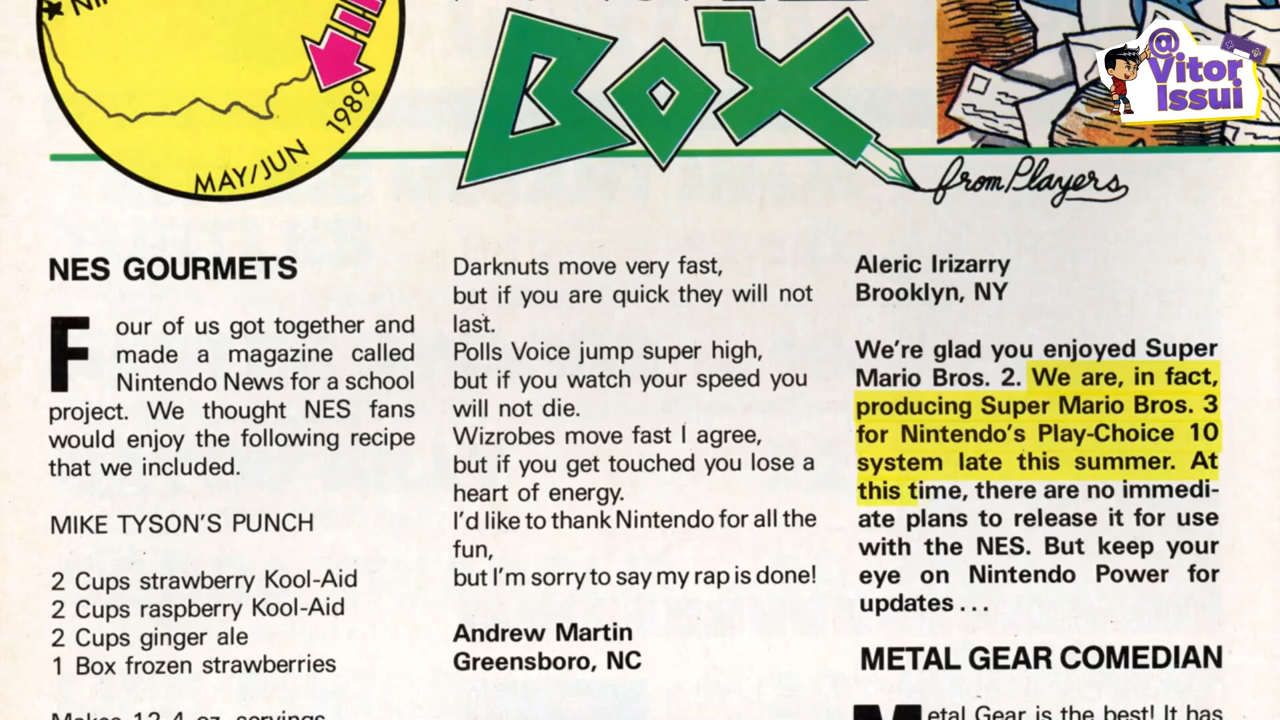 BOX
from Players
MAY/JUN 1989
@
Vitor
Issui
NES GOURMETS
Four of us got together and
made a magazine called
Nintendo News for a school
project. We thought NES fans
would enjoy the following recipe
that we included.
MIKE TYSON'S PUNCH
2 Cups strawberry Kool-Aid
2 Cups raspberry Kool-Aid
2 Cups ginger ale
1 Box frozen strawberries
Makes 12 4 oz. servings
Darknuts move very fast,
but if you are quick they will not
last.
Polls Voice jump super high,
but if you watch your speed you
will not die.
Wizrobes move fast I agree,
but if you get touched you lose a
heart of energy.
I'd like to thank Nintendo for all the
fun,
but I'm sorry to say my rap is done!
Andrew Martin
Greensboro, NC
Aleric Irizarry
Brooklyn, NY
We're glad you enjoyed Super
Mario Bros. 2. We are, in fact,
producing Super Mario Bros. 3
for Nintendo's Play-Choice 10
system late this summer. At
this time, there are no immedi-
ate plans to release it for use
with the NES. But keep your
eye on Nintendo Power for
updates...
METAL GEAR COMEDIAN
Metal Gear is the best! It has